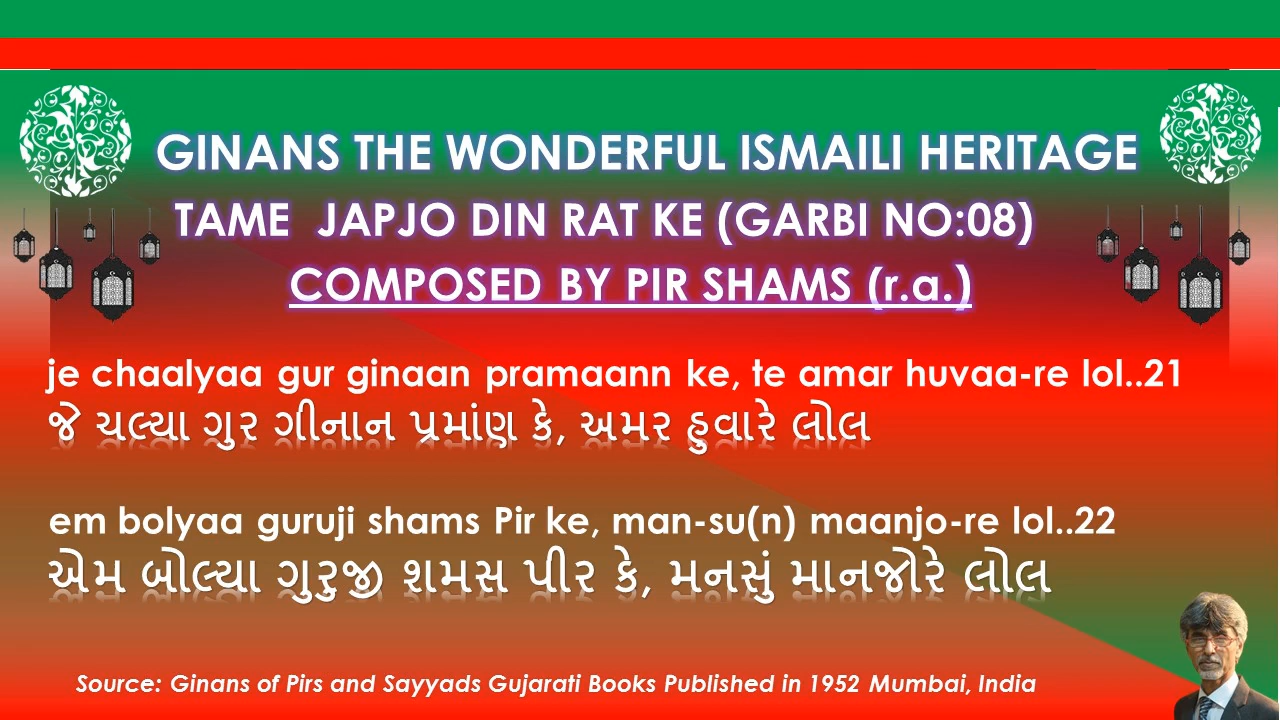 GINANS THE WONDERFUL ISMAILI HERITAGE
TAME JAPJO DIN RAT KE (GARBI NO:08)
COMPOSED BY PIR SHAMS (r.a.)
je chaalyaa gur ginaan pramaann ke, te amar huvaa-re lol..21
જે ચલ્યા ગુર ગીનાન પ્રમાંણ કે, અમર હુવારે લોલ
em bolyaa guruji shams Pir ke, man-su(n) maanjo-re lol..22
એમ બોલ્યા ગુરુજી શમસ પીર કે, મનસું માનજોરે લોલ
Source: Ginans of Pirs and Sayyads Gujarati Books Published in 1952 Mumbai, India